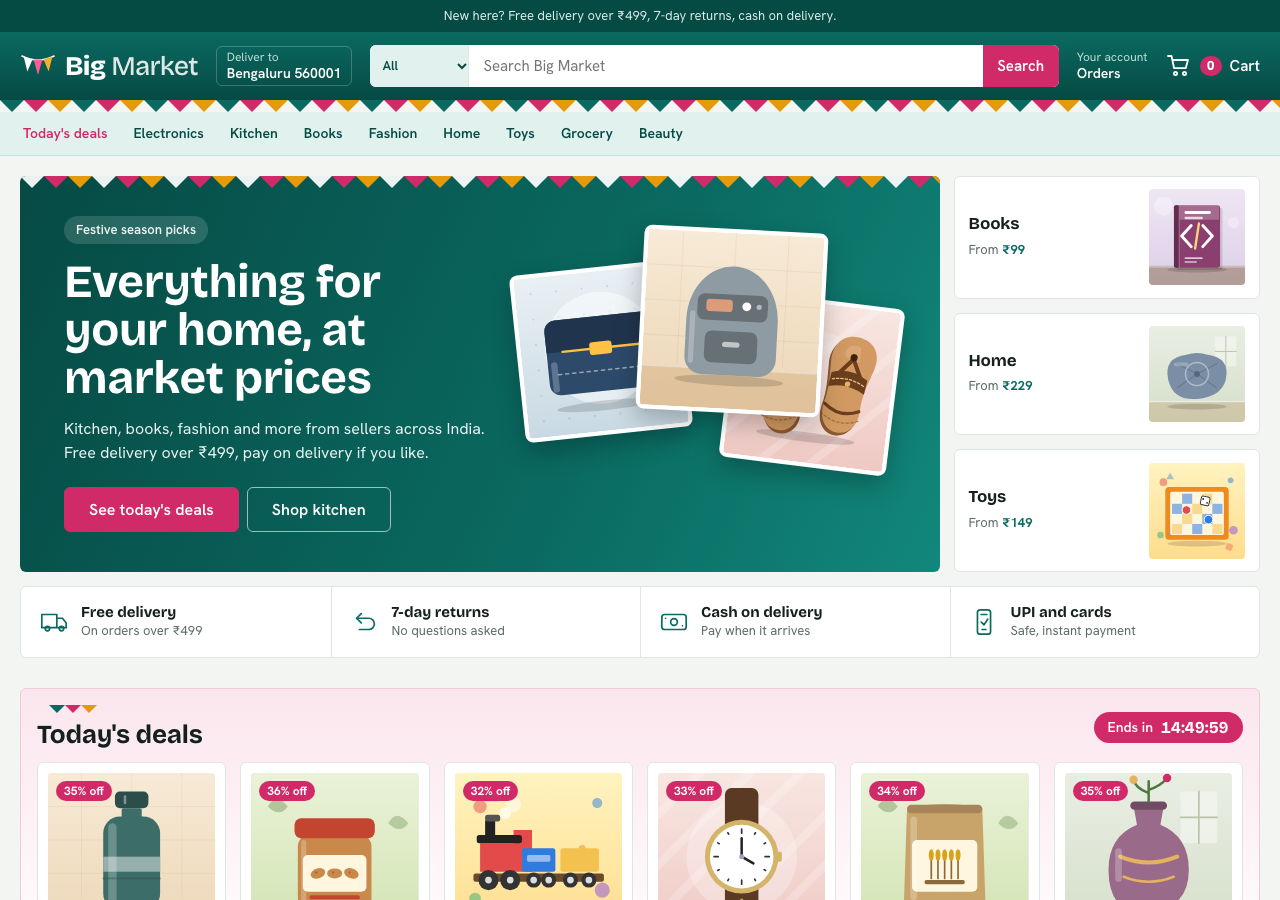 New here? Free delivery over ₹499, 7-day returns, cash on delivery.
Big Market
Deliver to
Bengaluru 560001
All
Search Big Market
Search
Your account
Orders
0
Cart
Today's deals
Electronics
Kitchen
Books
Fashion
Home
Toys
Grocery
Beauty
Festive season picks
Everything for
your home, at
market prices
Kitchen, books, fashion and more from sellers across India.
Free delivery over ₹499, pay on delivery if you like.
See today's deals
Shop kitchen
Books
From ₹99
Home
From ₹229
Toys
From ₹149
Free delivery
On orders over ₹499
7-day returns
No questions asked
Cash on delivery
Pay when it arrives
UPI and cards
Safe, instant payment
Today's deals
Ends in 14:49:59
35% off
36% off
32% off
33% off
34% off
35% off